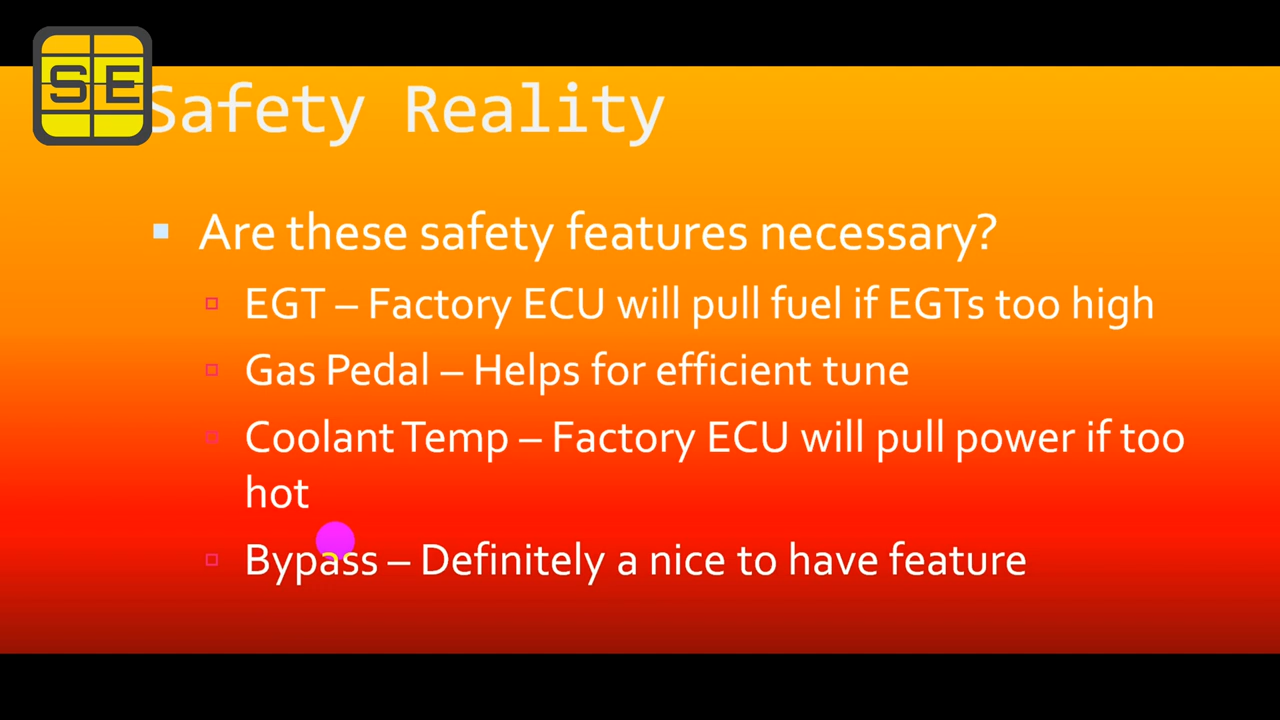 SE
Safety Reality
Are these safety features necessary?
EGT – Factory ECU will pull fuel if EGTs too high
Gas Pedal – Helps for efficient tune
Coolant Temp – Factory ECU will pull power if too
hot
Bypass – Definitely a nice to have feature